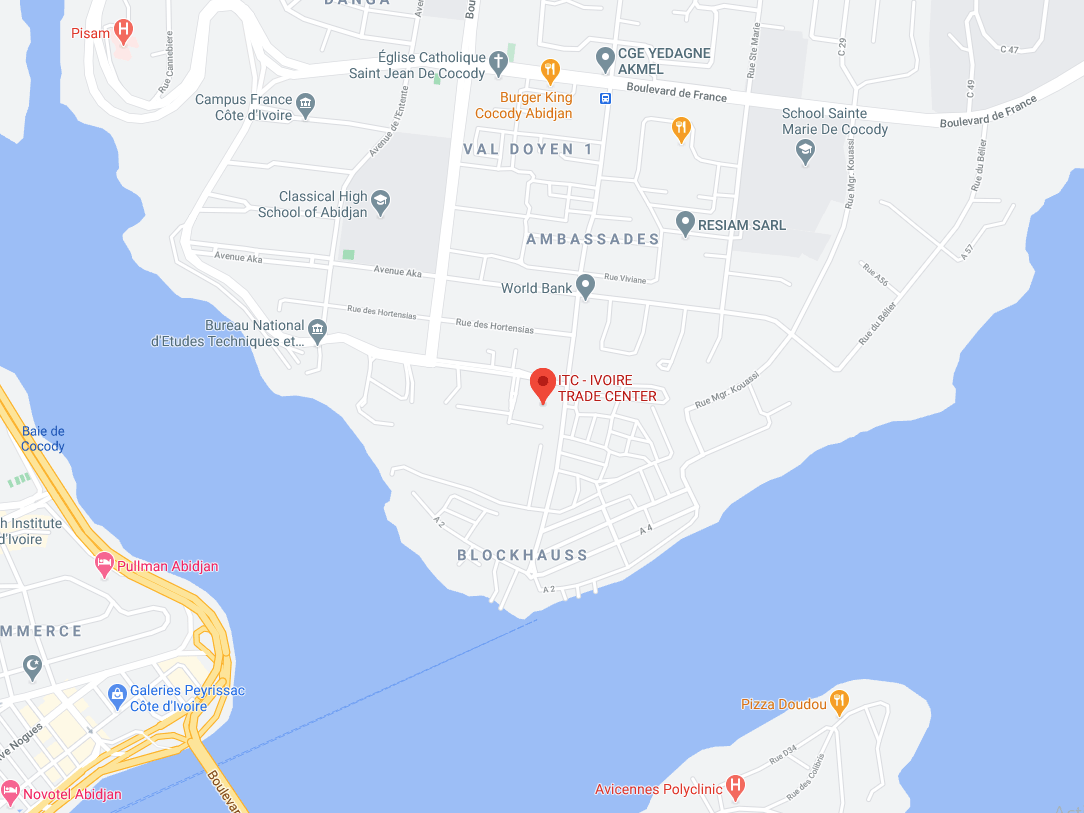 DANGA
Pisam
Rue Cannebiere
Église Catholique
Saint Jean De Cocody
CGE YEDAGNE
AKMEL
Rue Ste Marie
C 29
C 47
C 49
Burger King
Cocody Abidjan
Boulevard de France
Boulevard de France
Campus France
Côte d'Ivoire
Avenue de l'Entente
VAL DOYEN 1
School Sainte
Marie De Cocody
Rue Mgr. Kouassi
Rue du Bélier
Classical High
School of Abidjan
AMBASSADES
RESIAM SARL
Avenue Aka
Avenue Aka
Rue Viviane
A 57
Rue A56
World Bank
Rue des Hortensias
Rue des Hortensias
Rue du Bélier
Bureau National
d'Etudes Techniques et...
ITC - IVOIRE
TRADE CENTER
Rue Mgr. Kouassi
Baie de
Cocody
h Institute
d'Ivoire
A 2
A 4
BLOCKHAUSS
A 2
Pullman Abidjan
MMERCE
Galeries Peyrissac
Côte d'Ivoire
ve Nogues
Pizza Doudou
Rue D34
Rue des Colibris
Avicennes Polyclinic
Novotel Abidjan
Boulevar